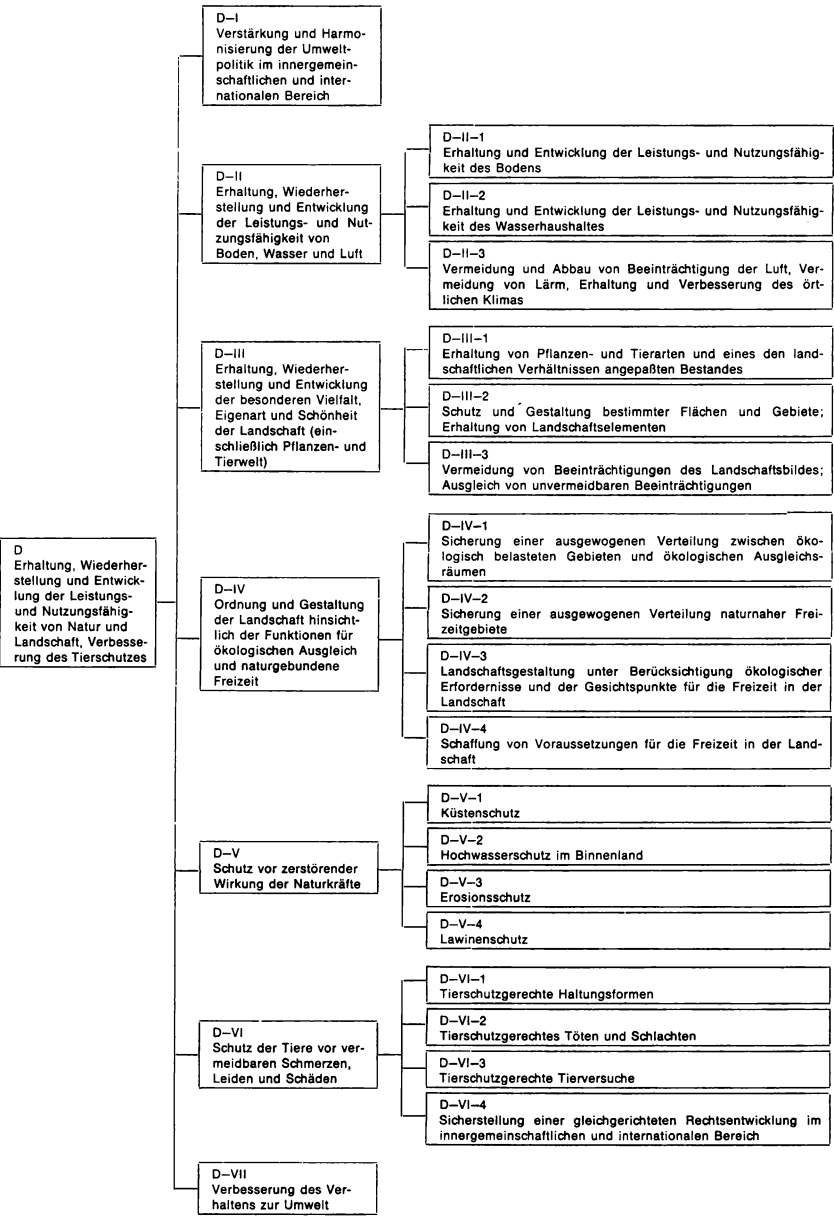 D
Erhaltung, Wiederher-
stellung und Entwick-
lung der Leistungs-
und Nutzungsfähig-
keit von Natur und
Landschaft, Verbesse-
rung des Tierschutzes
D—I
Verstärkung und Harmo-
nisierung der Umwelt-
politik im innergemein-
schaftlichen und inter-
nationalen Bereich
D—II
Erhaltung, Wiederher-
stellung und Entwicklung
der Leistungs- und Nut-
zungsfähigkeit von
Boden, Wasser und Luft
D—II—1
Erhaltung und Entwicklung der Leistungs- und Nutzungsfähig-
keit des Bodens
D—II—2
Erhaltung und Entwicklung der Leistungs- und Nutzungsfähig-
keit des Wasserhaushaltes
D—II—3
Vermeidung und Abbau von Beeinträchtigung der Luft, Ver-
meidung von Lärm, Erhaltung und Verbesserung des ört-
lichen Klimas
D—III
Erhaltung, Wiederher-
stellung und Entwicklung
der besonderen Vielfalt,
Eigenart und Schönheit
der Landschaft (ein-
schließlich Pflanzen- und
Tierwelt)
D—III—1
Erhaltung von Pflanzen- und Tierarten und eines den land-
schaftlichen Verhältnissen angepaßten Bestandes
D—III—2
Schutz und Gestaltung bestimmter Flächen und Gebiete;
Erhaltung von Landschaftselementen
D—III—3
Vermeidung von Beeinträchtigungen des Landschaftsbildes;
Ausgleich von unvermeidbaren Beeinträchtigungen
D—IV
Ordnung und Gestaltung
der Landschaft hinsicht-
lich der Funktionen für
ökologischen Ausgleich
und naturgebundene
Freizeit
D—IV—1
Sicherung einer ausgewogenen Verteilung zwischen öko-
logisch belasteten Gebieten und ökologischen Ausgleichs-
räumen
D—IV—2
Sicherung einer ausgewogenen Verteilung naturnaher Frei-
zeitgebiete
D—IV—3
Landschaftsgestaltung unter Berücksichtigung ökologischer
Erfordernisse und der Gesichtspunkte für die Freizeit in der
Landschaft
D—IV—4
Schaffung von Voraussetzungen für die Freizeit in der Land-
schaft
D—V
Schutz vor zerstörender
Wirkung der Naturkräfte
D—V—1
Küstenschutz
D—V—2
Hochwasserschutz im Binnenland
D—V—3
Erosionsschutz
D—V—4
Lawinenschutz
D—VI
Schutz der Tiere vor ver-
meidbaren Schmerzen,
Leiden und Schäden
D—VI—1
Tierschutzgerechte Haltungsformen
D—VI—2
Tierschutzgerechtes Töten und Schlachten
D—VI—3
Tierschutzgerechte Tierversuche
D—VI—4
Sicherstellung einer gleichgerichteten Rechtsentwicklung im
innergemeinschaftlichen und internationalen Bereich
D—VII
Verbesserung des Ver-
haltens zur Umwelt